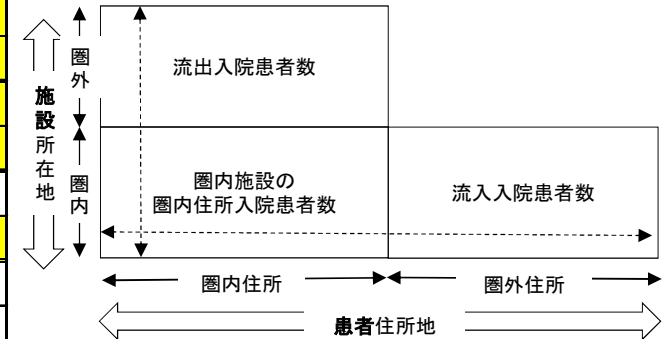 圏外
流出入院患者数
施設所在地
圏内
圏内施設の
圏内住所入院患者数
流入入院患者数
圏内住所
圏外住所
患者住所地